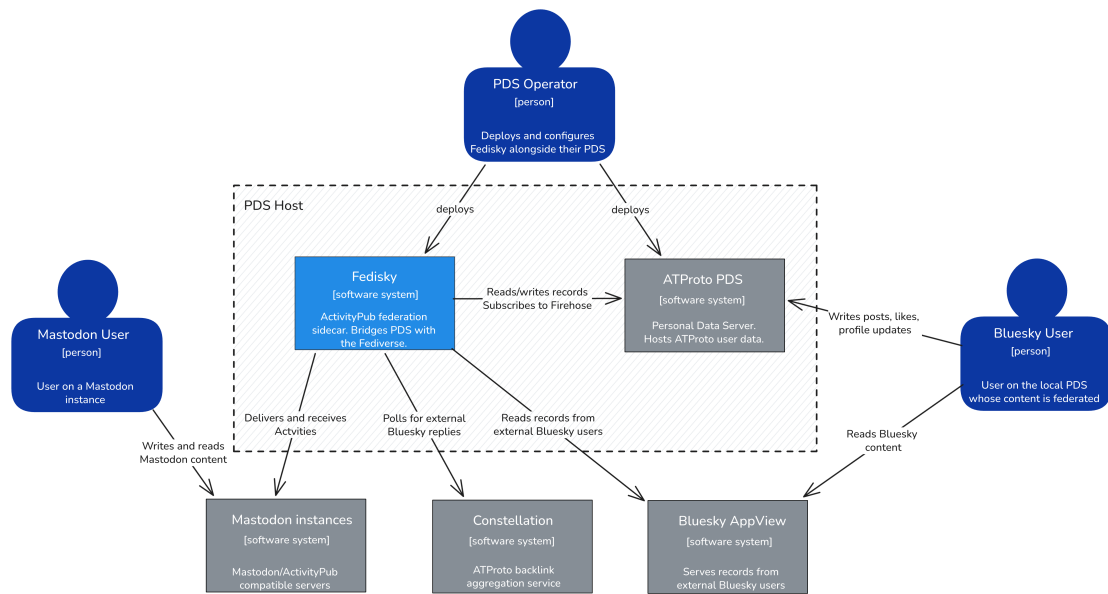 PDS Operator
[person]
Deploys and configures
Fedisky alongside their PDS
deploys
deploys
PDS Host
Fedisky
[software system]
ActivityPub federation
sidecar. Bridges PDS with
the Fediverse.
Reads/writes records
Subscribes to Firehose
ATProto PDS
[software system]
Personal Data Server.
Hosts ATProto user data.
Writes posts, likes,
profile updates
Mastodon User
[person]
User on a Mastodon
instance
Bluesky User
[person]
User on the local PDS
whose content is federated
Writes and reads
Mastodon content
Delivers and receives
Actvities
Polls for external
Bluesky replies
Reads records from
external Bluesky users
Reads Bluesky
content
Mastodon instances
[software system]
Mastodon/ActivityPub
compatible servers
Constellation
[software system]
ATProto backlink
aggregation service
Bluesky AppView
[software system]
Serves records from
external Bluesky users